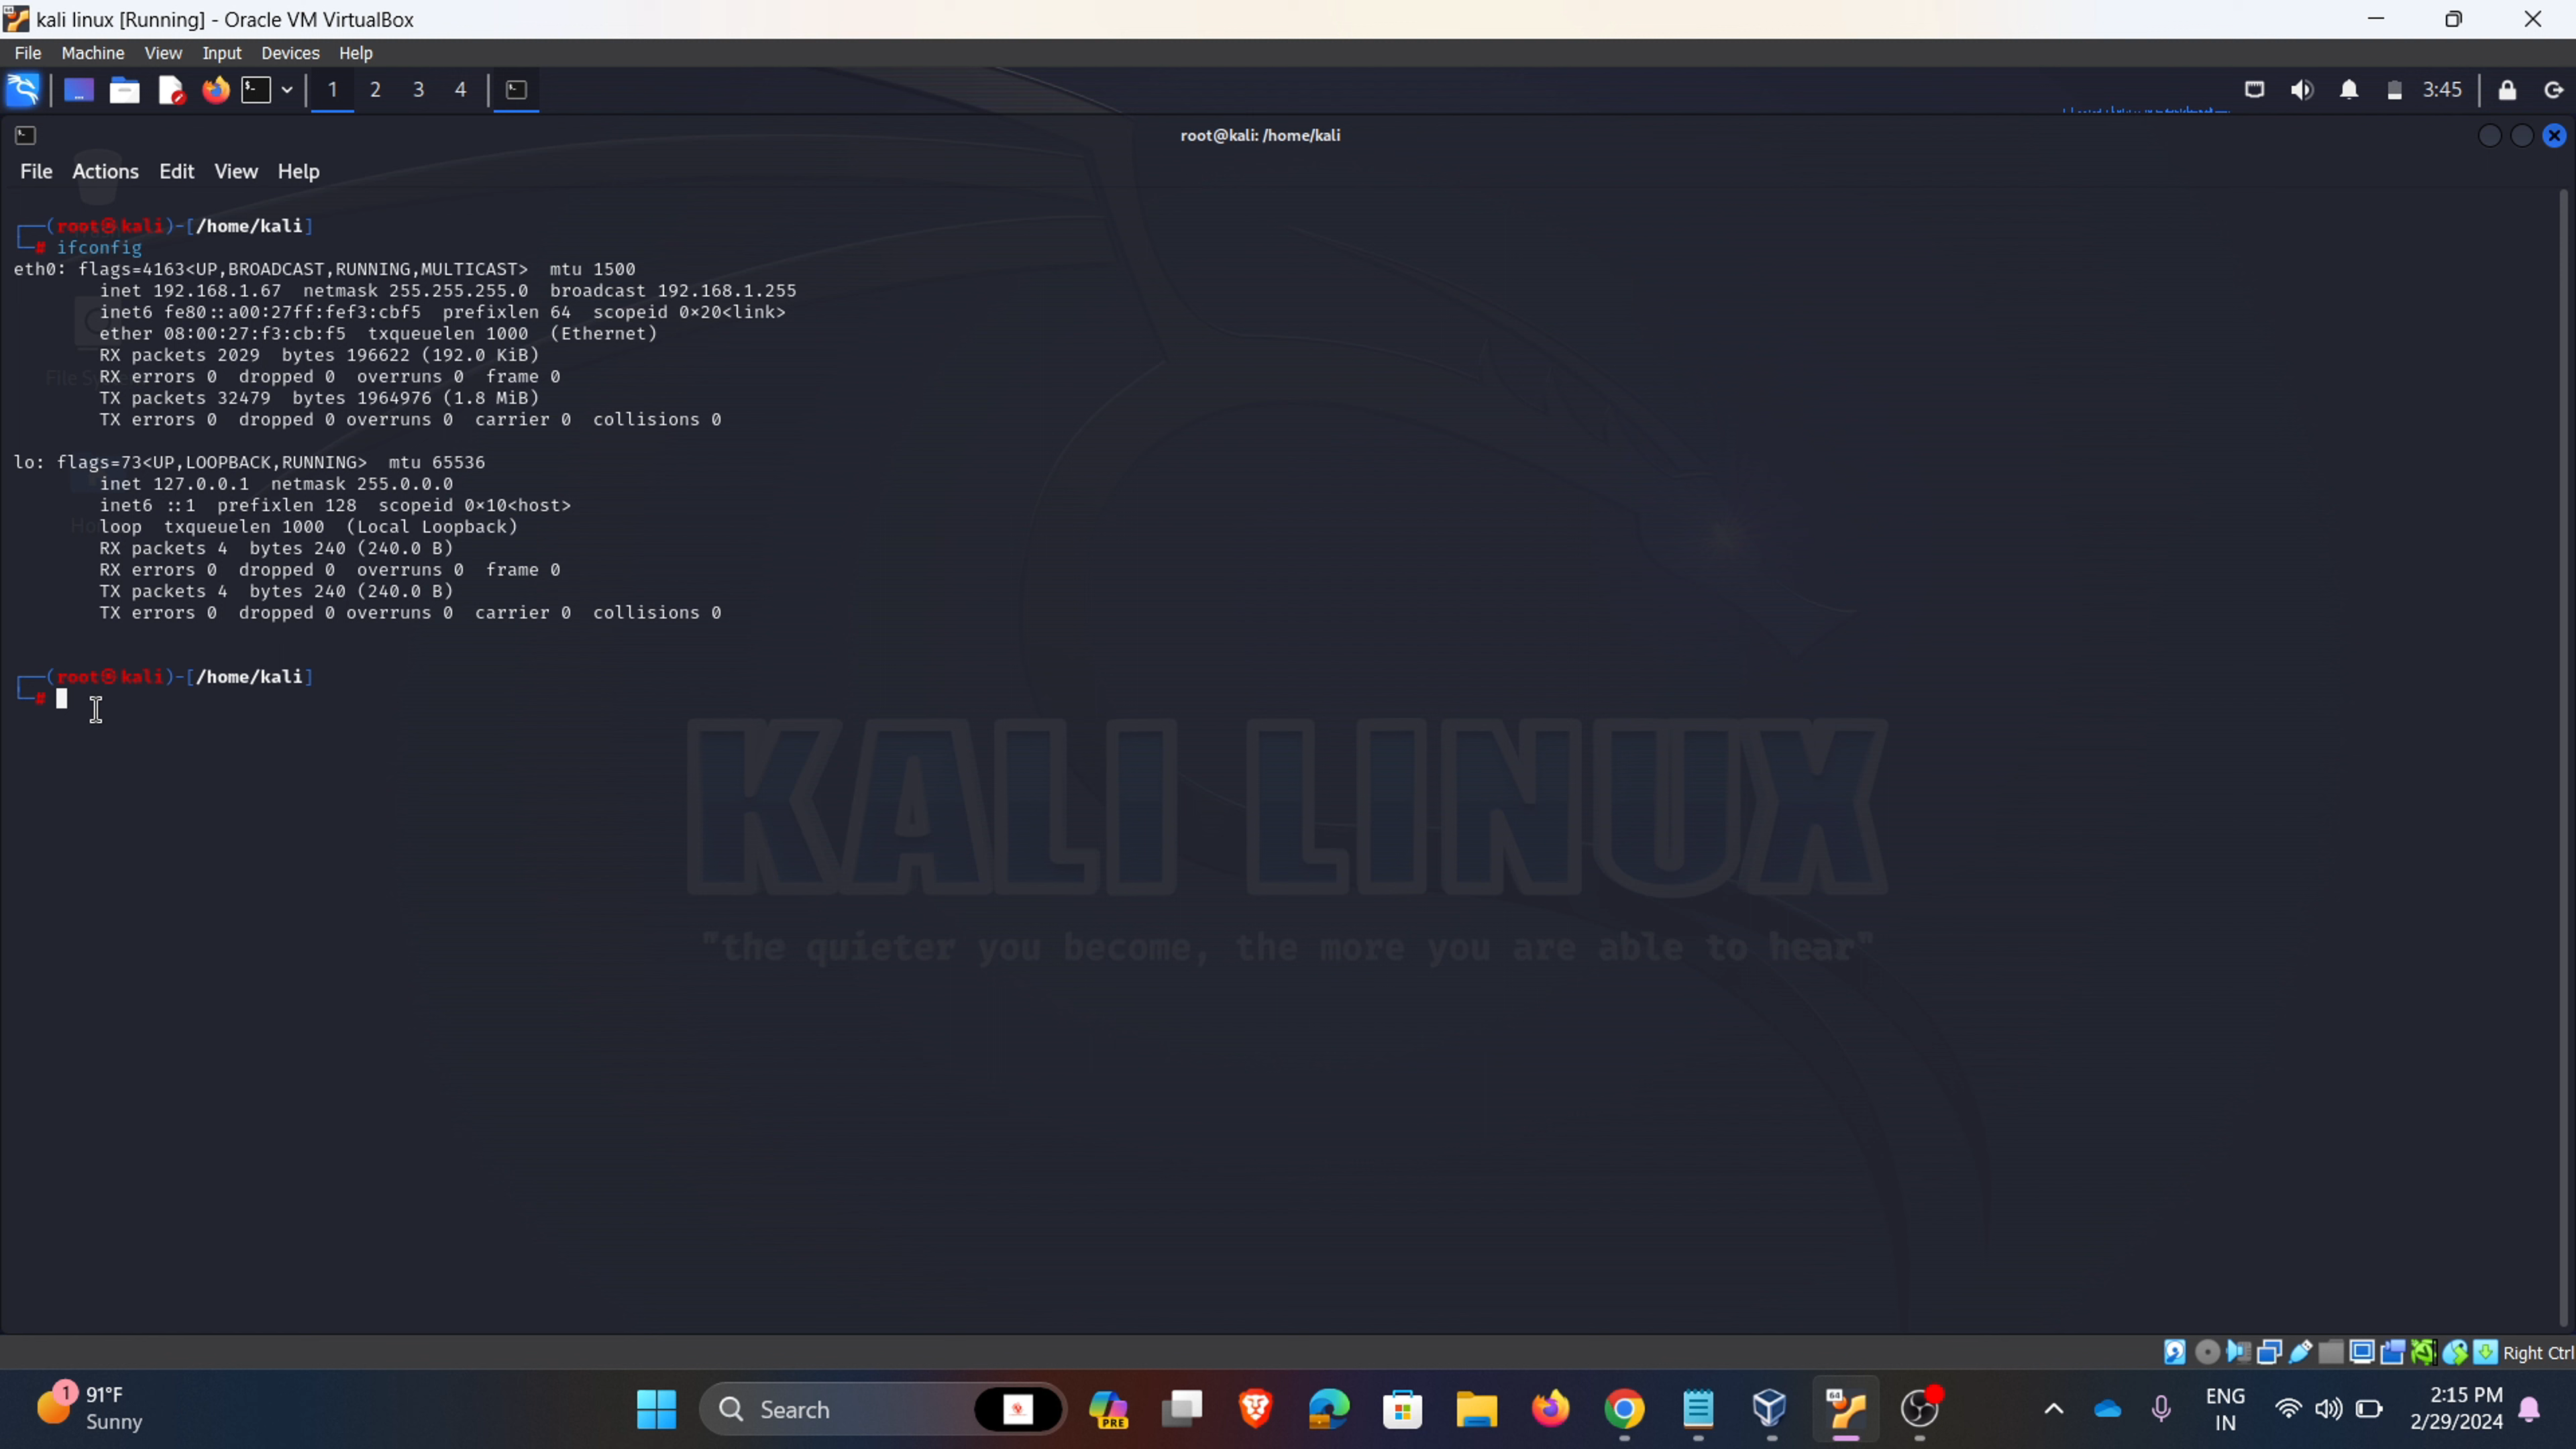 kali linux [Running] - Oracle VM VirtualBox
File Machine View Input Devices Help
1 2 3 4 3:45
root@kali: /home/kali
File Actions Edit View Help
┌──(root㉿kali)-[/home/kali]
└─# ifconfig
eth0: flags=4163<UP,BROADCAST,RUNNING,MULTICAST>  mtu 1500
        inet 192.168.1.67  netmask 255.255.255.0  broadcast 192.168.1.255
        inet6 fe80::a00:27ff:fef3:cbf5  prefixlen 64  scopeid 0×20<link>
        ether 08:00:27:f3:cb:f5  txqueuelen 1000  (Ethernet)
        RX packets 2029  bytes 196622 (192.0 KiB)
        RX errors 0  dropped 0  overruns 0  frame 0
        TX packets 32479  bytes 1964976 (1.8 MiB)
        TX errors 0  dropped 0 overruns 0  carrier 0  collisions 0
lo: flags=73<UP,LOOPBACK,RUNNING>  mtu 65536
        inet 127.0.0.1  netmask 255.0.0.0
        inet6 ::1  prefixlen 128  scopeid 0×10<host>
        loop  txqueuelen 1000  (Local Loopback)
        RX packets 4  bytes 240 (240.0 B)
        RX errors 0  dropped 0  overruns 0  frame 0
        TX packets 4  bytes 240 (240.0 B)
        TX errors 0  dropped 0 overruns 0  carrier 0  collisions 0
┌──(root㉿kali)-[/home/kali]
└─#
KALI LINUX
"the quieter you become, the more you are able to hear"
Right Ctrl
1 91°F
Sunny
Search
PRE
64
ENG
IN
2:15 PM
2/29/2024